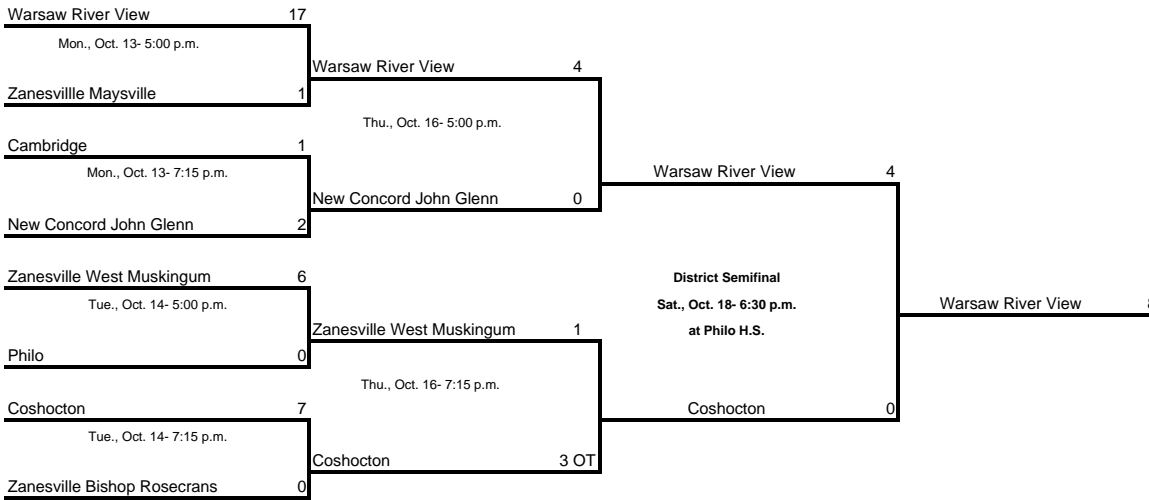 Warsaw River View 17
Mon., Oct. 13- 5:00 p.m.
Zanesvillle Maysville 1
Warsaw River View 4
Thu., Oct. 16- 5:00 p.m.
Cambridge 1
Mon., Oct. 13- 7:15 p.m.
New Concord John Glenn 2
New Concord John Glenn 0
Warsaw River View 4
Zanesville West Muskingum 6
Tue., Oct. 14- 5:00 p.m.
Philo 0
Zanesville West Muskingum 1
Thu., Oct. 16- 7:15 p.m.
Coshocton 7
Tue., Oct. 14- 7:15 p.m.
Zanesville Bishop Rosecrans 0
Coshocton 3 OT
District Semifinal
Sat., Oct. 18- 6:30 p.m.
at Philo H.S.
Coshocton 0
Warsaw River View